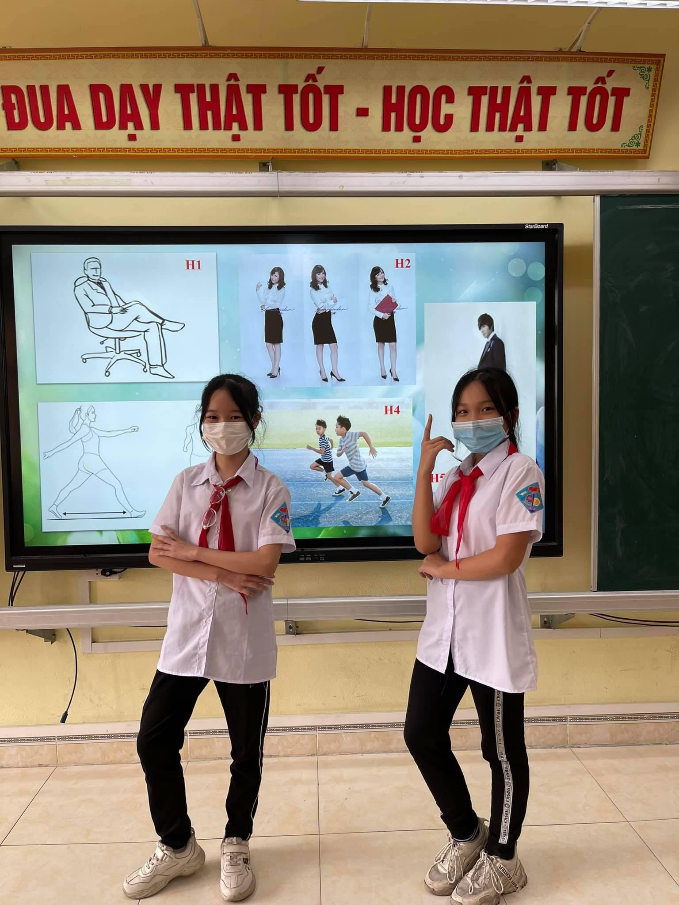 ĐUA DẠY THẬT TỐT - HỌC THẬT TỐT
StarBoard
H1
H2
H4
H5